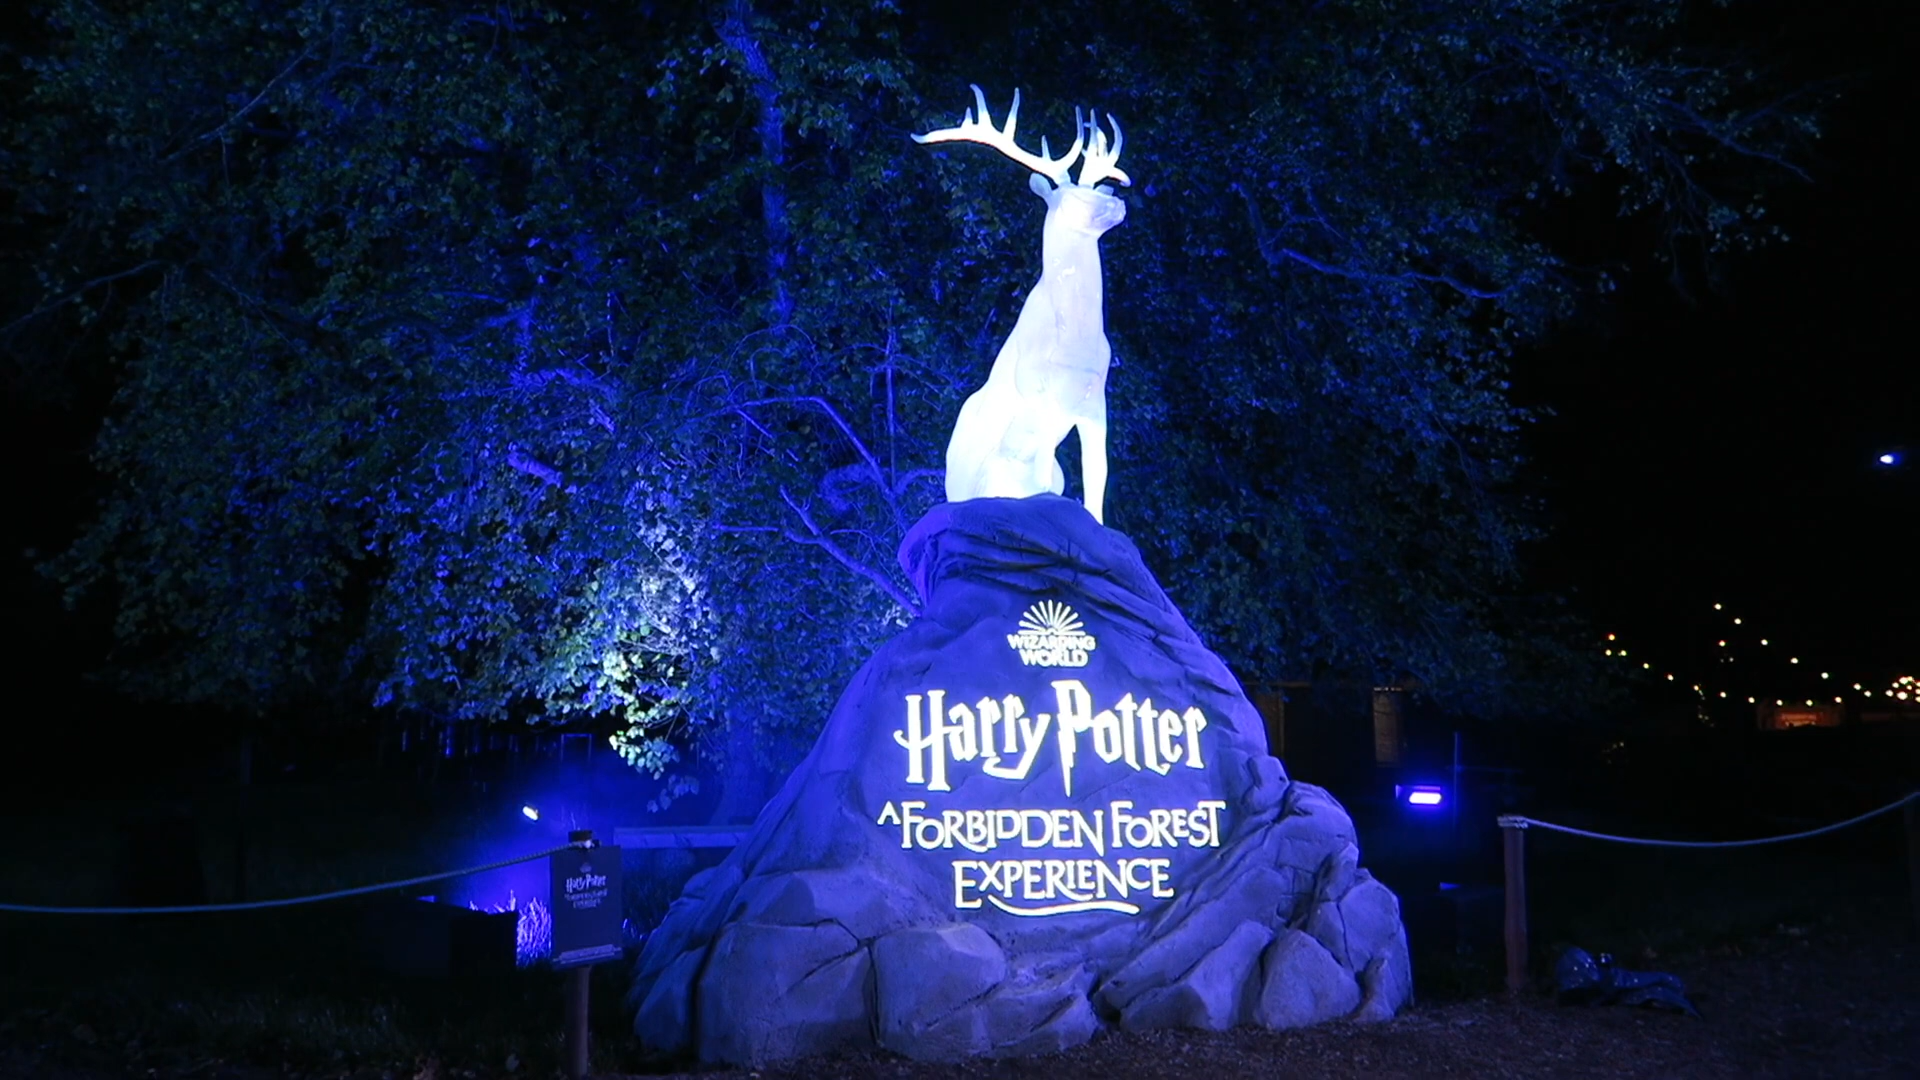 WIZARDING
WORLD
Harry Potter
A FORBIDDEN FOREST
EXPERIENCE
Harry Potter